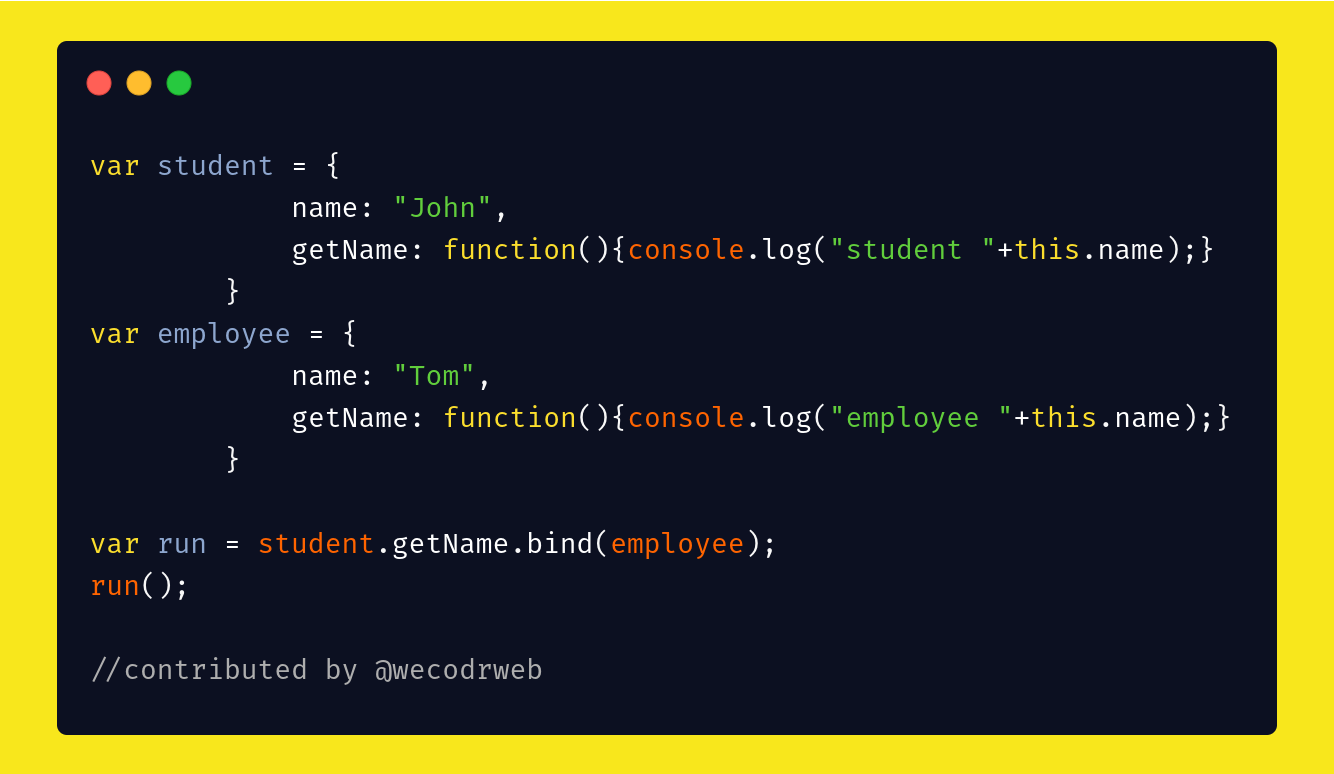 var student = {
name: "John",
getName: function(){console.log("student "+this.name);}
}
var employee = {
name: "Tom",
getName: function(){console.log("employee "+this.name);}
}
var run = student.getName.bind(employee);
run();
//contributed by @wecodrweb